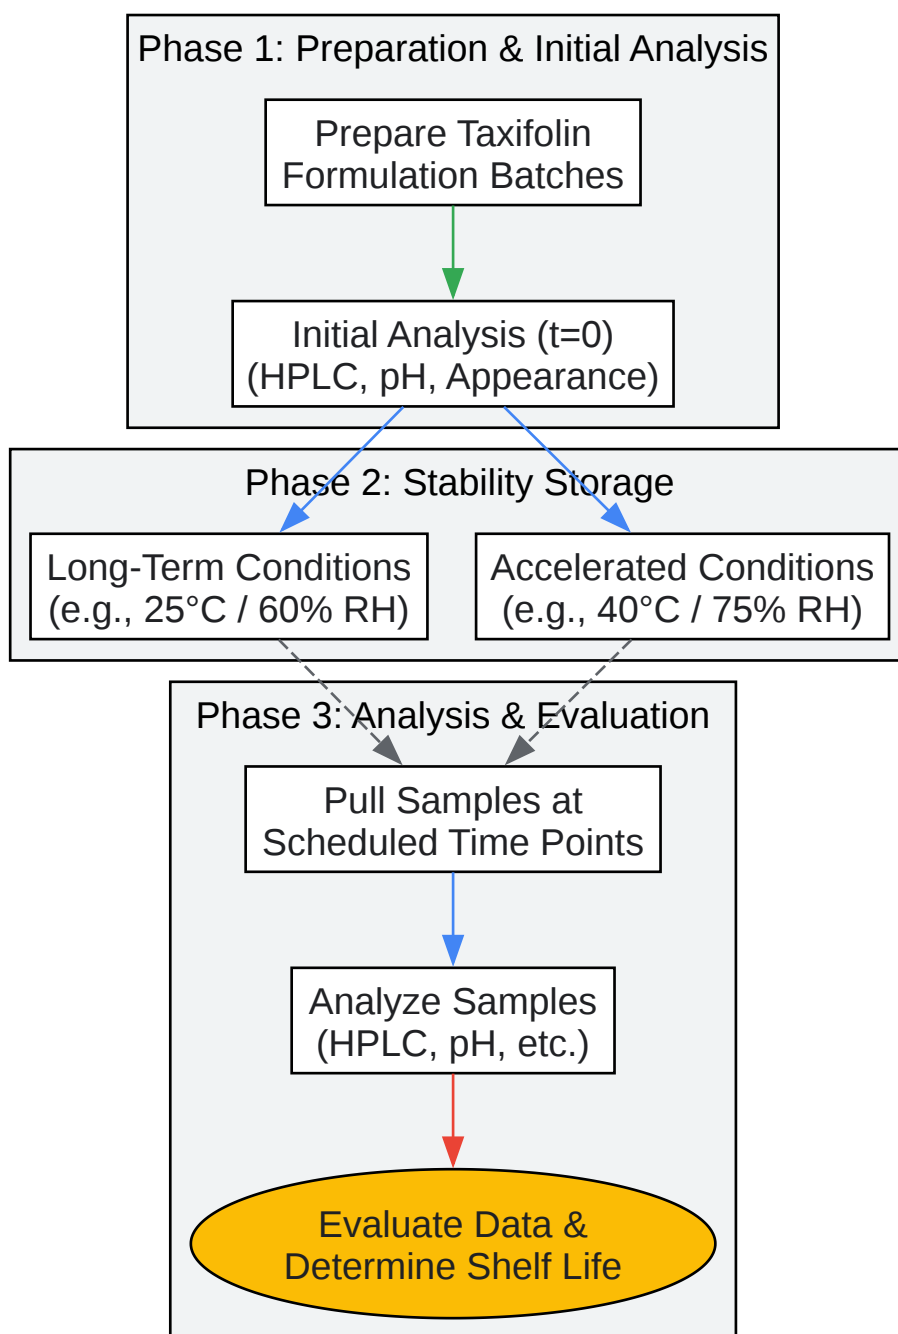 Phase 1: Preparation & Initial Analysis
Prepare Taxifolin
Formulation Batches
Initial Analysis (t=0)
(HPLC, pH, Appearance)
Phase 2: Stability Storage
Long-Term Conditions
(e.g., 25°C / 60% RH)
Accelerated Conditions
(e.g., 40°C / 75% RH)
Phase 3: Analysis & Evaluation
Pull Samples at
Scheduled Time Points
Analyze Samples
(HPLC, pH, etc.)
Evaluate Data &
Determine Shelf Life